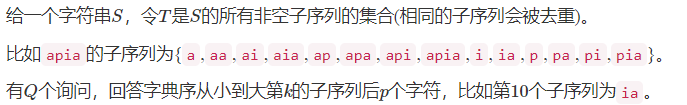 给一个字符串S，令T是S的所有非空子序列的集合(相同的子序列会被去重)。
比如 apia 的子序列为{ a , aa , ai , aia , ap , apa , api , apia , i , ia , p , pa , pi , pia }。
有Q个询问，回答字典序从小到大第k的子序列后p个字符，比如第10个子序列为 ia 。